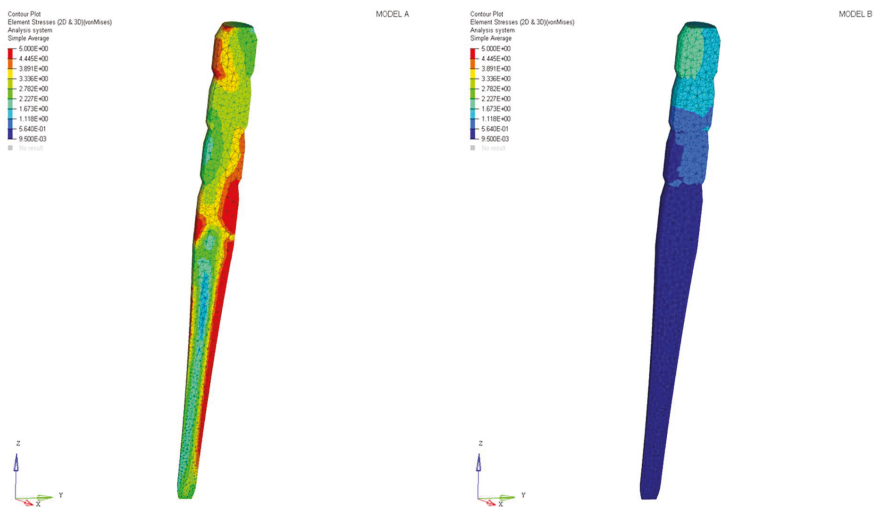 Contour Plot
Element Stresses (2D & 3D)(vonMises)
Analysis system
Simple Average
5.000E+00
4.445E+00
3.891E+00
3.336E+00
2.782E+00
2.227E+00
1.673E+00
1.118E+00
5.640E-01
9.500E-03
No result
MODEL A
Z
Y
X
Contour Plot
Element Stresses (2D & 3D)(vonMises)
Analysis system
Simple Average
5.000E+00
4.445E+00
3.891E+00
3.336E+00
2.782E+00
2.227E+00
1.673E+00
1.118E+00
5.640E-01
9.500E-03
No result
MODEL B
Z
Y
X